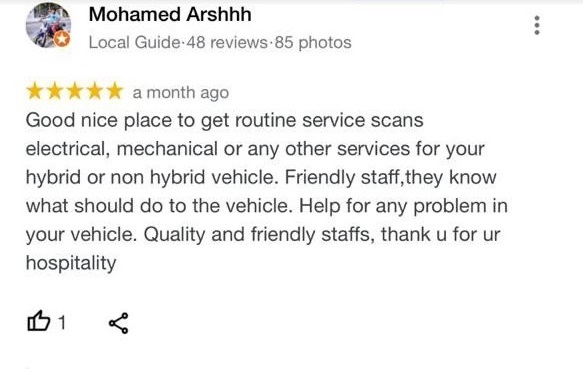 Mohamed Arshhh
Local Guide·48 reviews·85 photos
a month ago
Good nice place to get routine service scans
electrical, mechanical or any other services for your
hybrid or non hybrid vehicle. Friendly staff,they know
what should do to the vehicle. Help for any problem in
your vehicle. Quality and friendly staffs, thank u for ur
hospitality
1